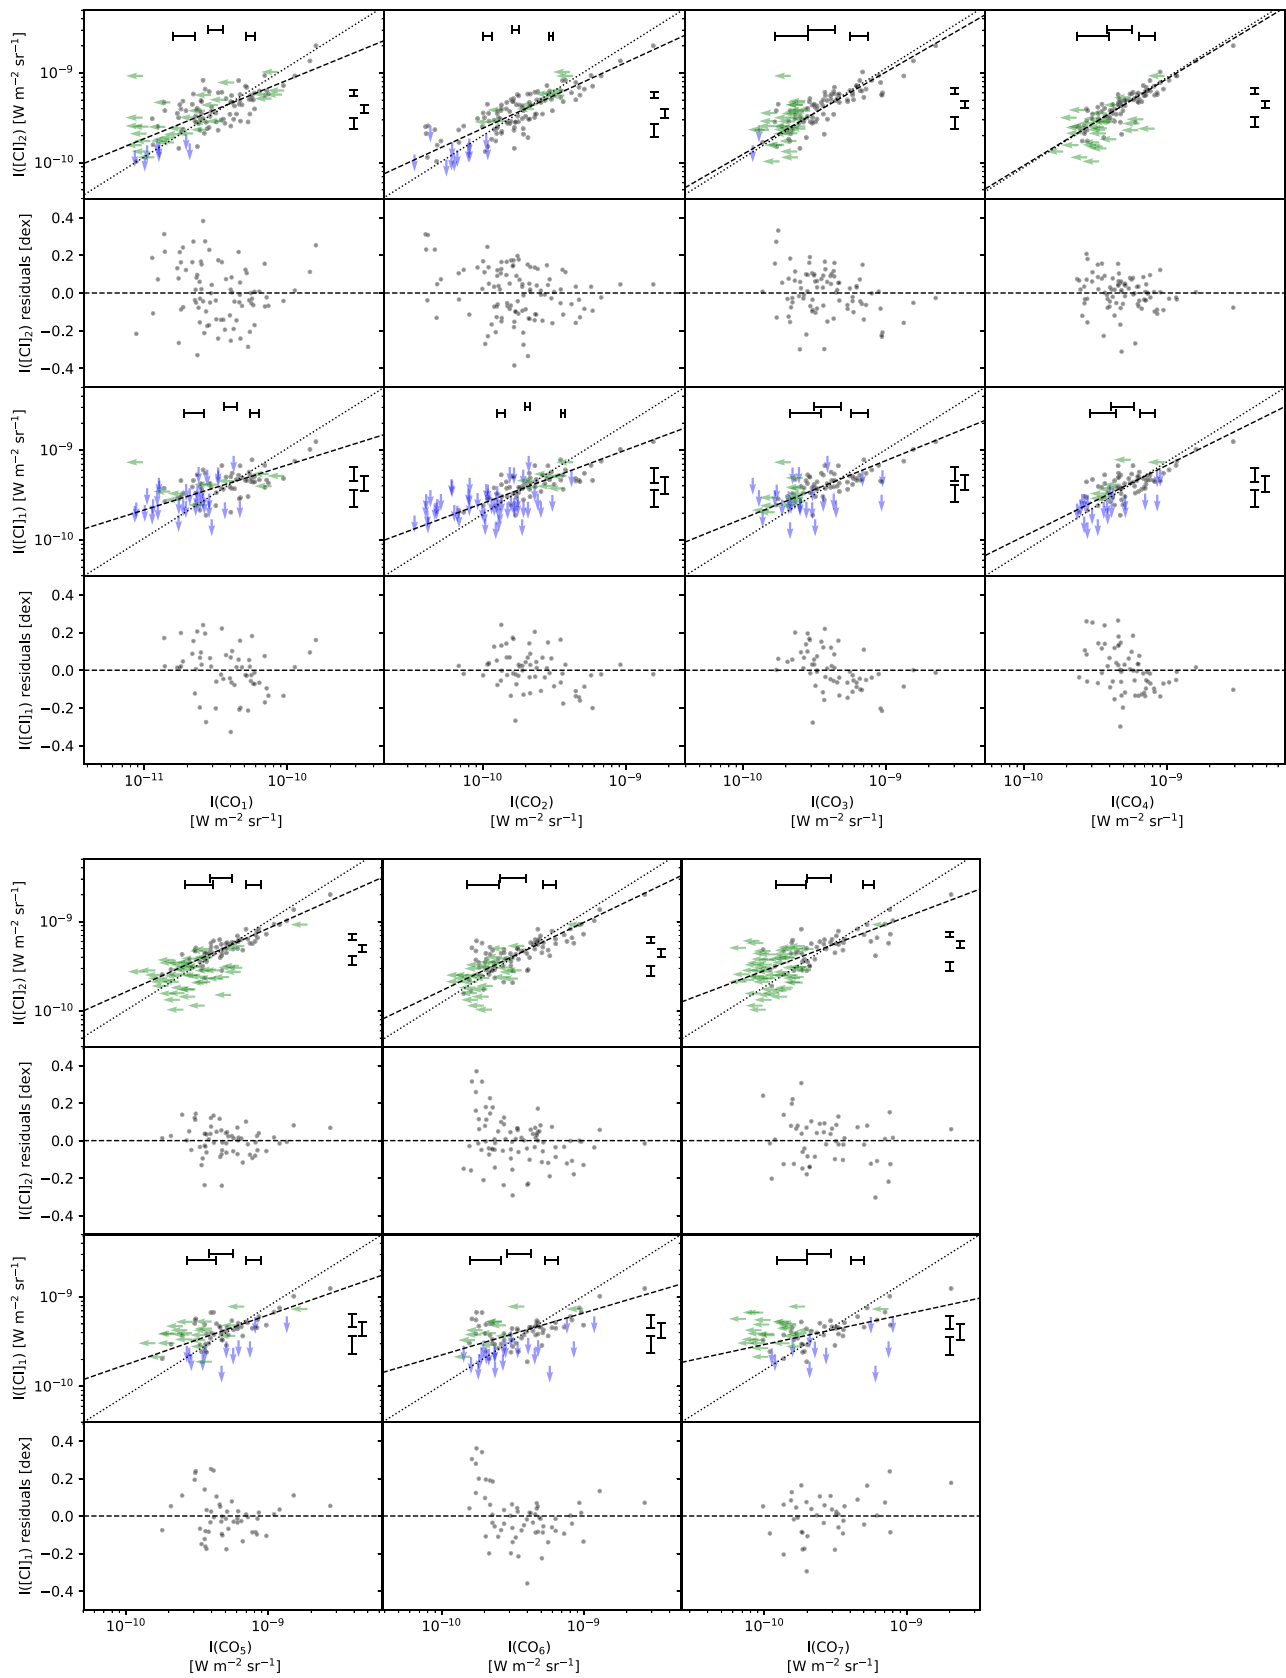 I([CI]₂) [W m⁻² sr⁻¹]
10⁻⁹
10⁻¹⁰
I([CI]₂) residuals [dex]
0.4
0.2
0.0
−0.2
−0.4
I([CI]₁) [W m⁻² sr⁻¹]
10⁻⁹
10⁻¹⁰
I([CI]₁) residuals [dex]
0.4
0.2
0.0
−0.2
−0.4
10⁻¹¹ 10⁻¹⁰ 10⁻¹⁰ 10⁻⁹ 10⁻¹⁰ 10⁻⁹ 10⁻¹⁰ 10⁻⁹
I(CO₁) I(CO₂) I(CO₃) I(CO₄)
[W m⁻² sr⁻¹] [W m⁻² sr⁻¹] [W m⁻² sr⁻¹] [W m⁻² sr⁻¹]
I([CI]₂) [W m⁻² sr⁻¹]
10⁻⁹
10⁻¹⁰
I([CI]₂) residuals [dex]
0.4
0.2
0.0
−0.2
−0.4
I([CI]₁) [W m⁻² sr⁻¹]
10⁻⁹
10⁻¹⁰
I([CI]₁) residuals [dex]
0.4
0.2
0.0
−0.2
−0.4
10⁻¹⁰ 10⁻⁹ 10⁻¹⁰ 10⁻⁹ 10⁻¹⁰ 10⁻⁹
I(CO₅) I(CO₆) I(CO₇)
[W m⁻² sr⁻¹] [W m⁻² sr⁻¹] [W m⁻² sr⁻¹]